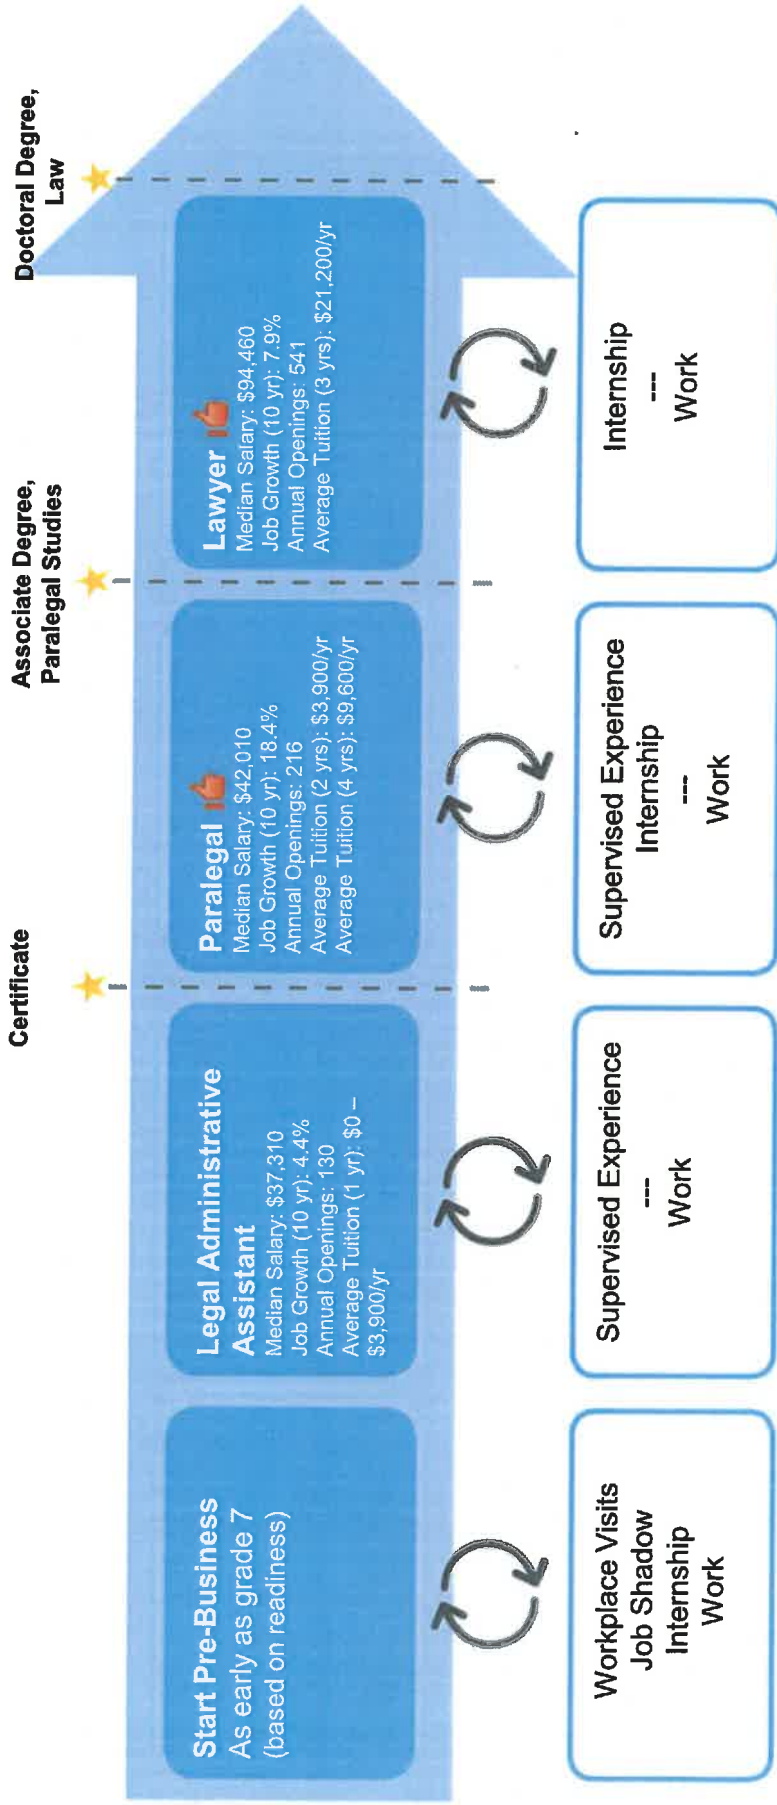 Certificate
Associate Degree,
Paralegal Studies
Doctoral Degree,
Law
Start Pre-Business
As early as grade 7
(based on readiness)
Legal Administrative
Assistant
Median Salary: $37,310
Job Growth (10 yr): 4.4%
Annual Openings: 130
Average Tuition (1 yr): $0 –
$3,900/yr
Paralegal
Median Salary: $42,010
Job Growth (10 yr): 18.4%
Annual Openings: 216
Average Tuition (2 yrs): $3,900/yr
Average Tuition (4 yrs): $9,600/yr
Lawyer
Median Salary: $94,460
Job Growth (10 yr): 7.9%
Annual Openings: 541
Average Tuition (3 yrs): $21,200/yr
Workplace Visits
Job Shadow
Internship
Work
Supervised Experience
---
Work
Supervised Experience
Internship
---
Work
Internship
---
Work